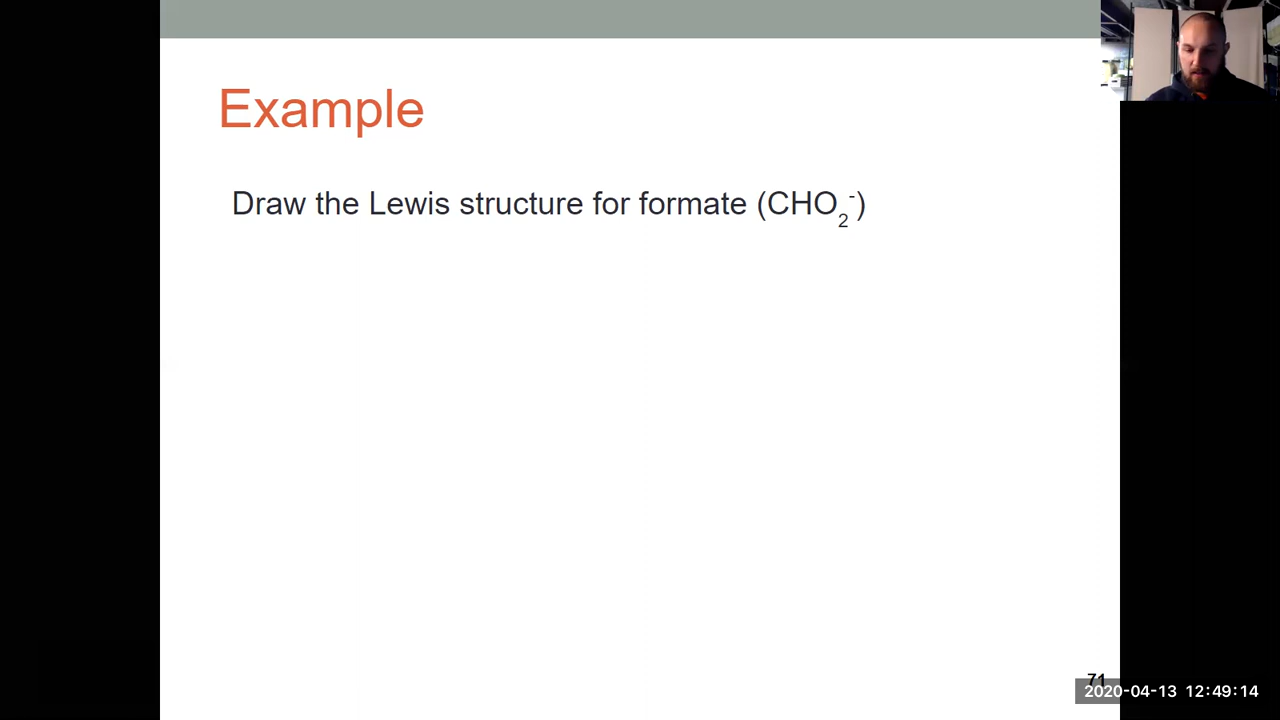 Example
Draw the Lewis structure for formate (CHO₂⁻)
71
2020-04-13 12:49:14